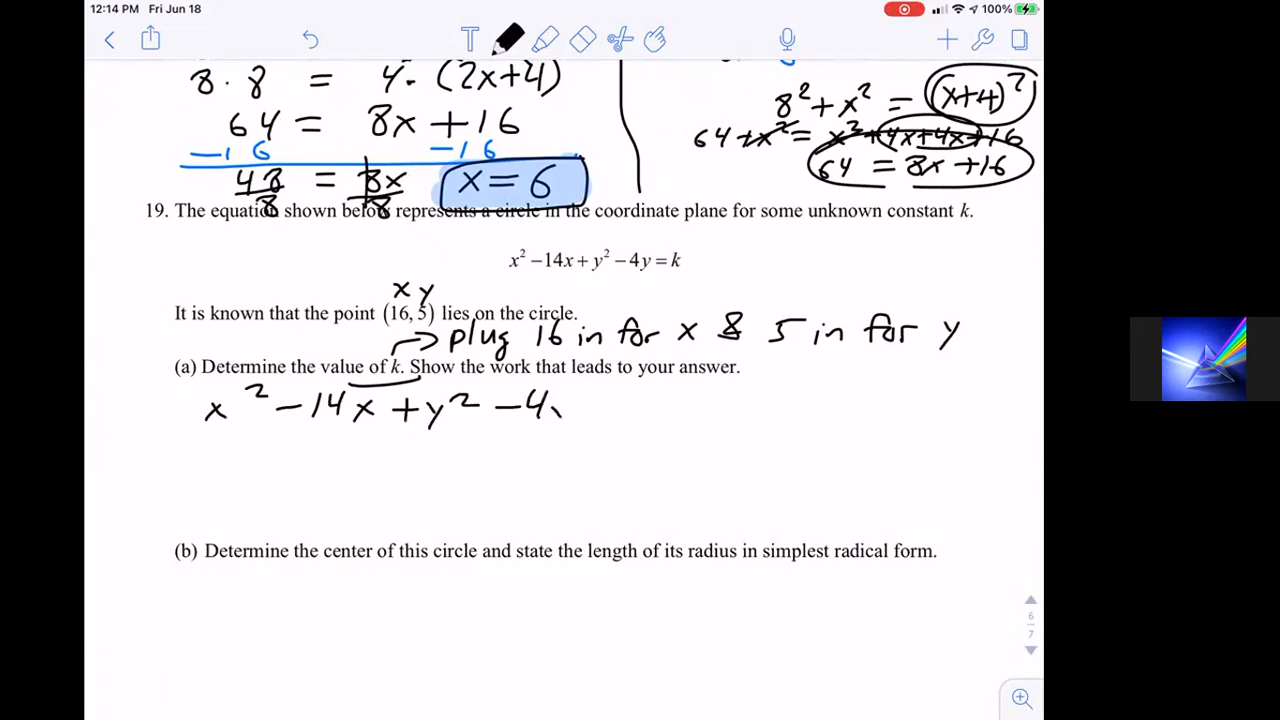 12:14 PM Fri Jun 18
100%
T
8 · 8 = 4 · (2x+4)
64 = 8x + 16
-16 -16
48 = 8x x = 6
8 8
8² + x² = (x+4)²
64 + x² = x² + 4x + 4x + 16
64 = 8x + 16
19. The equation shown below represents a circle in the coordinate plane for some unknown constant k.
x² – 14x + y² – 4y = k
x y
It is known that the point (16, 5) lies on the circle.
plug 16 in for x & 5 in for y
(a) Determine the value of k. Show the work that leads to your answer.
x² - 14x + y² - 4
(b) Determine the center of this circle and state the length of its radius in simplest radical form.
6
7